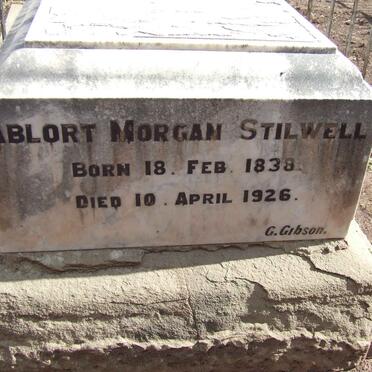 ABLORT MORGAN STILWELL
BORN 18. FEB. 1838.
DIED 10. APRIL 1926.
G. Gibson.